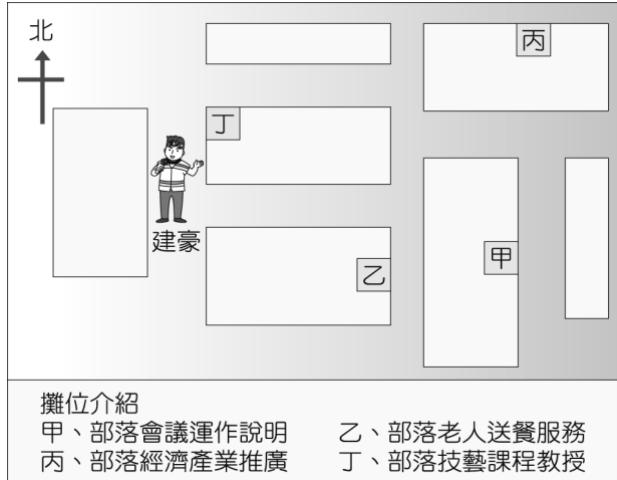 北
丙
丁
建豪
甲
乙
攤位介紹
甲、部落會議運作說明 乙、部落老人送餐服務
丙、部落經濟產業推廣 丁、部落技藝課程教授